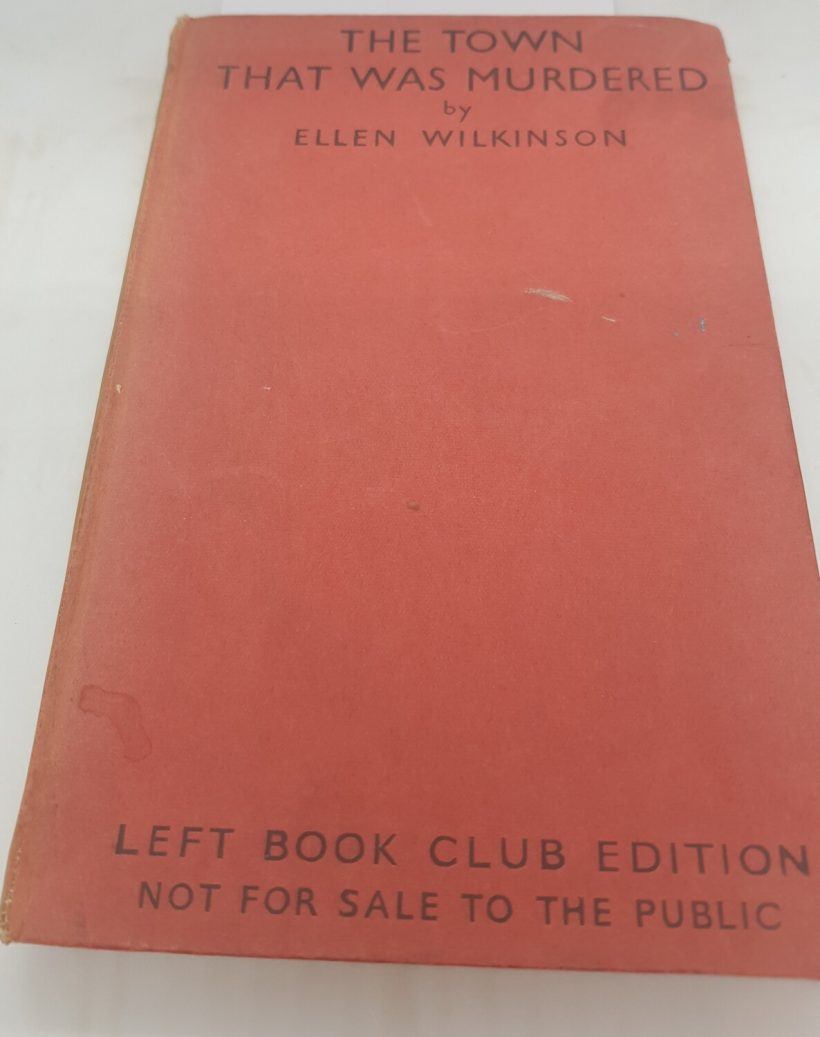 THE TOWN
THAT WAS MURDERED
by
ELLEN WILKINSON
LEFT BOOK CLUB EDITION
NOT FOR SALE TO THE PUBLIC